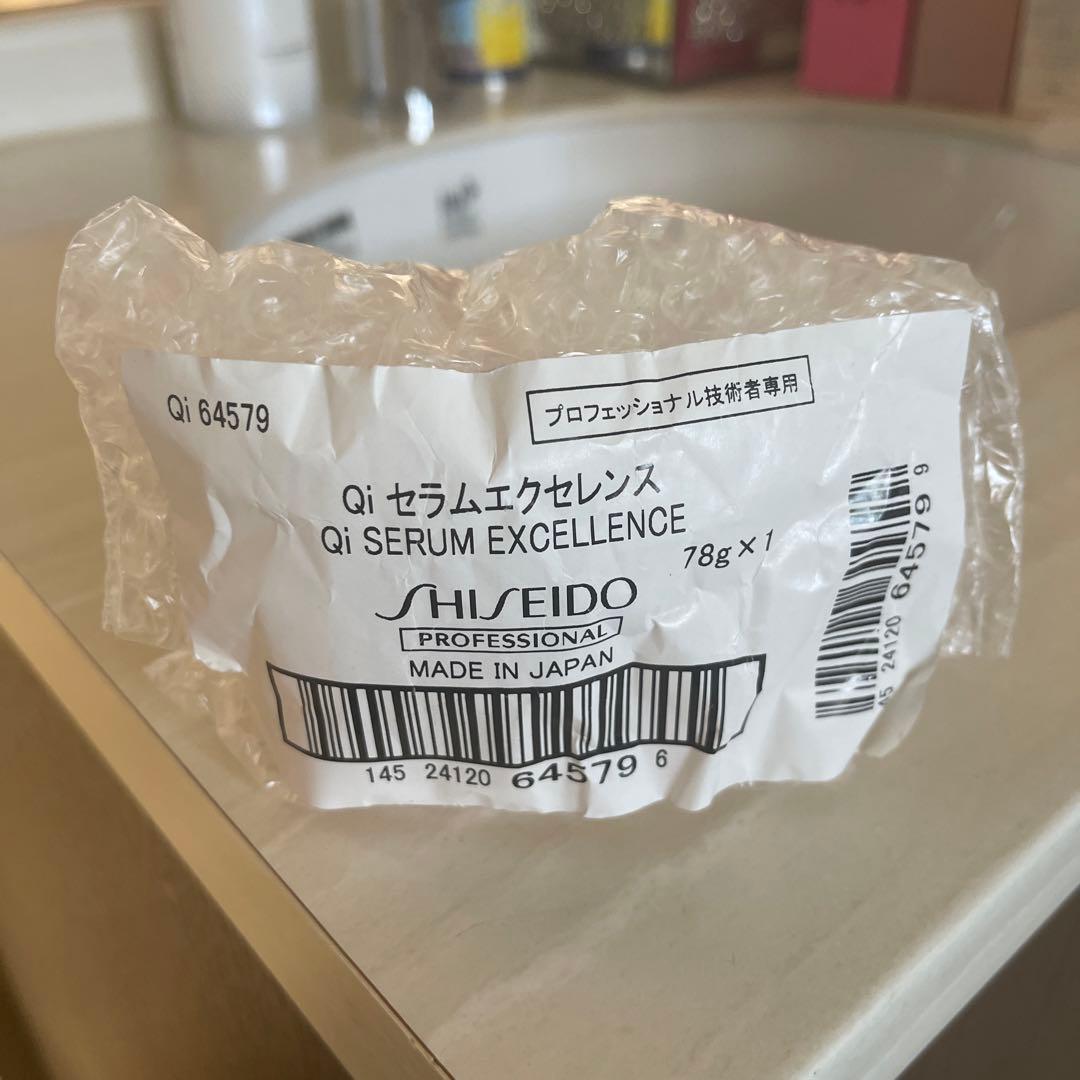 Qi 64579
プロフェッショナル技術者専用
Qi セラムエクセレンス
Qi SERUM EXCELLENCE
78g×1
SHISEIDO
PROFESSIONAL
MADE IN JAPAN
145 24120 64579 6
45 24120 64579 9